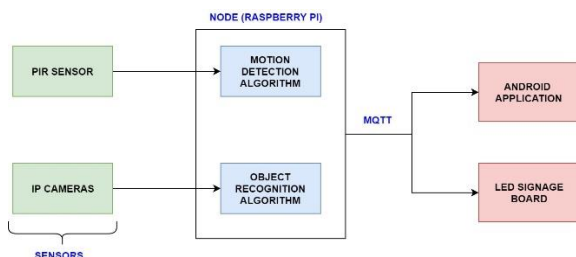 NODE (RASPBERRY PI)
PIR SENSOR
MOTION
DETECTION
ALGORITHM
ANDROID
APPLICATION
MQTT
IP CAMERAS
OBJECT
RECOGNITION
ALGORITHM
LED SIGNAGE
BOARD
SENSORS